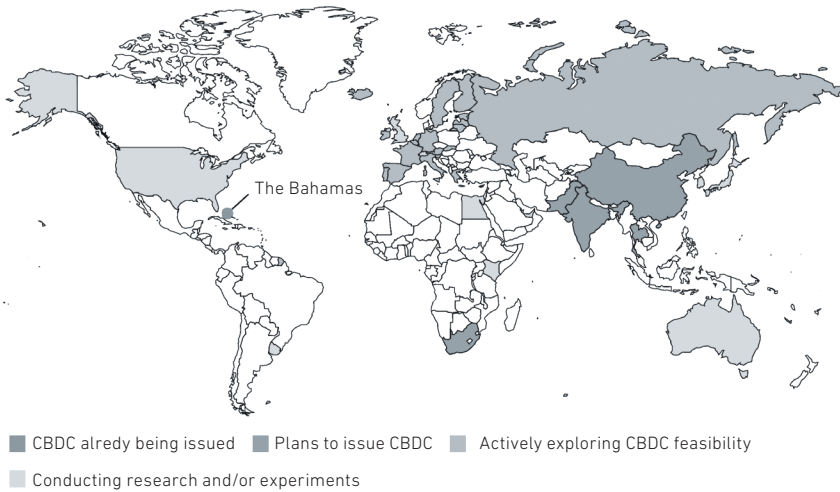 The Bahamas
CBDC alredy being issued Plans to issue CBDC Actively exploring CBDC feasibility
Conducting research and/or experiments